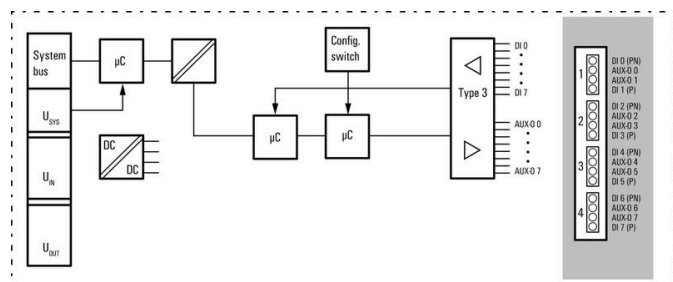 System
bus
U SYS
U IN
U OUT
µC
DC
DC
µC
Config.
switch
µC
Type 3
DI 0
DI 7
AUX-O 0
AUX-O 7
1
DI 0 (PN)
AUX-O 0
AUX-O 1
DI 1 (P)
2
DI 2 (PN)
AUX-O 2
AUX-O 3
DI 3 (P)
3
DI 4 (PN)
AUX-O 4
AUX-O 5
DI 5 (P)
4
DI 6 (PN)
AUX-O 6
AUX-O 7
DI 7 (P)